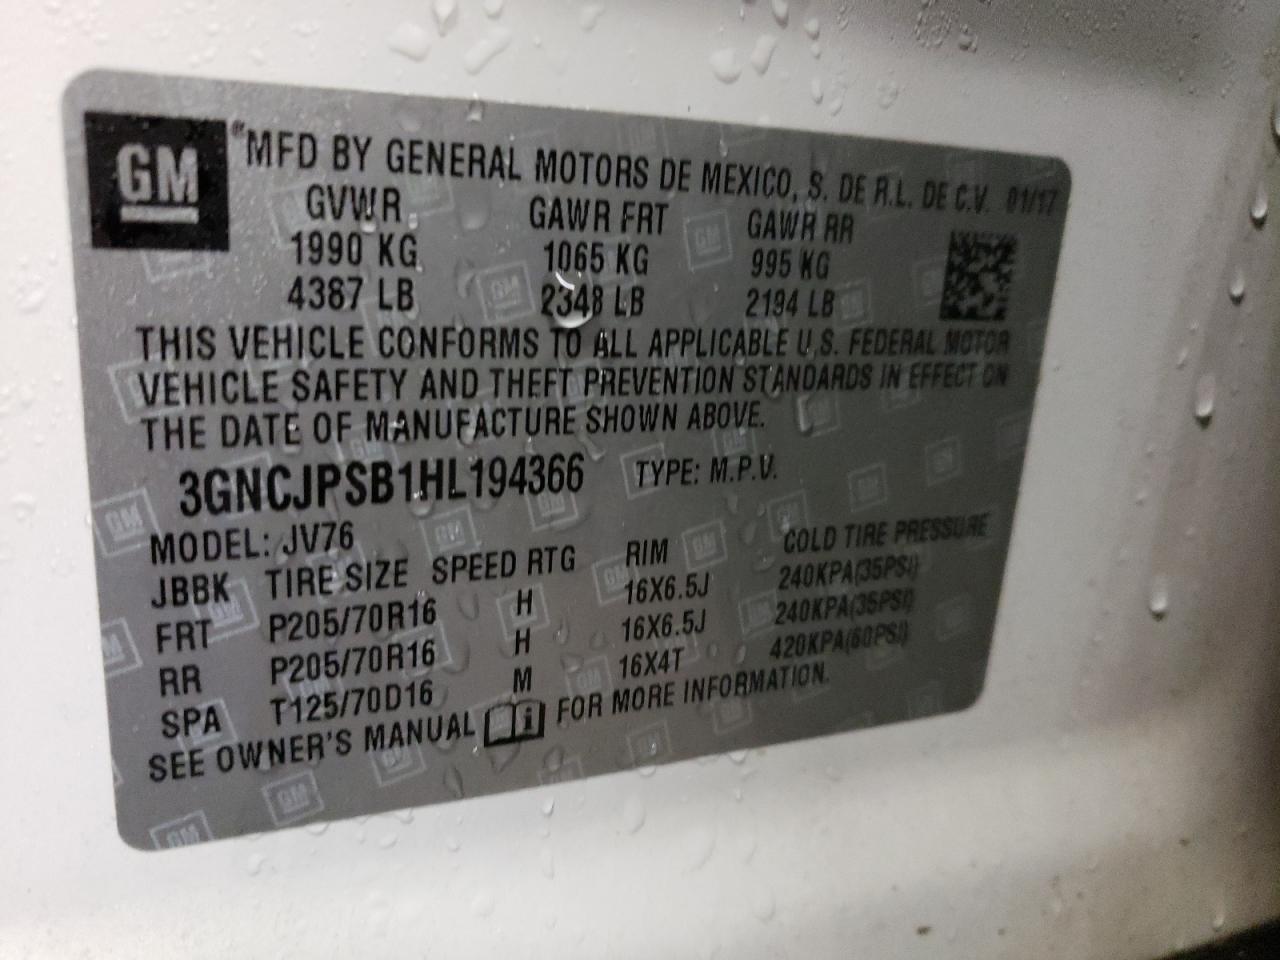 GM
®MFD BY GENERAL MOTORS DE MEXICO, S. DE R.L. DE C.V. 01/17
GVWR GAWR FRT GAWR RR
1990 KG 1065 KG 995 KG
4387 LB 2348 LB 2194 LB
THIS VEHICLE CONFORMS TO ALL APPLICABLE U.S. FEDERAL MOTOR
VEHICLE SAFETY AND THEFT PREVENTION STANDARDS IN EFFECT ON
THE DATE OF MANUFACTURE SHOWN ABOVE.
3GNCJPSB1HL194366 TYPE: M.P.V.
MODEL: JV76
JBBK TIRE SIZE SPEED RTG RIM COLD TIRE PRESSURE
FRT P205/70R16 H 16X6.5J 240KPA(35PSI)
RR P205/70R16 H 16X6.5J 240KPA(35PSI)
SPA T125/70D16 M 16X4T 420KPA(60PSI)
SEE OWNER'S MANUAL FOR MORE INFORMATION.